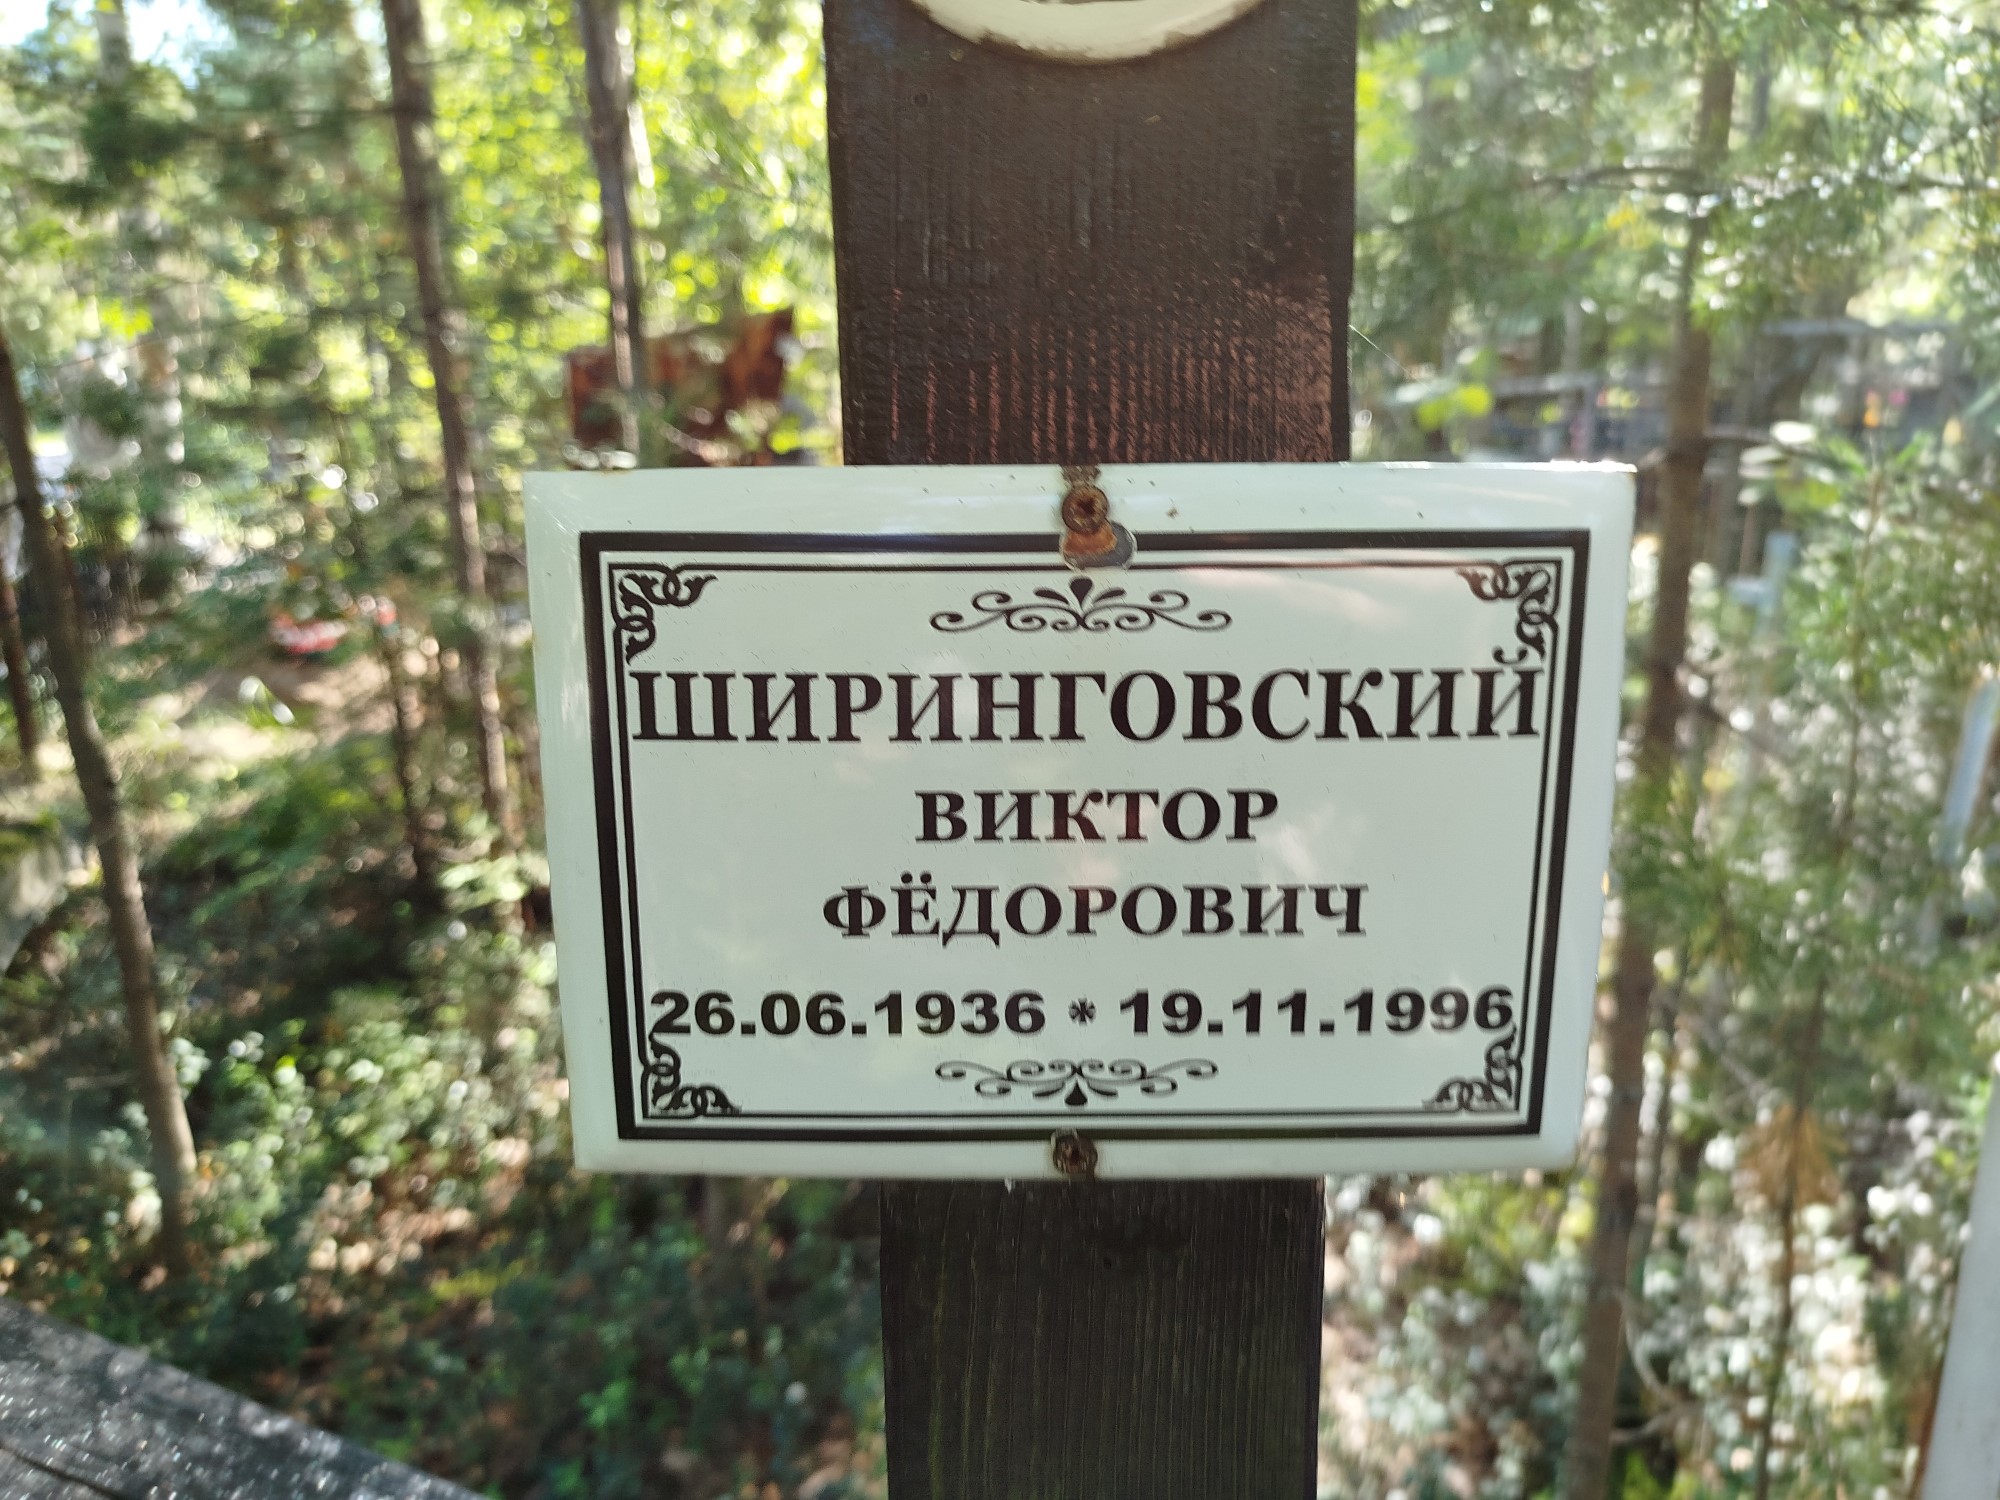 ШИРИНГОВСКИЙ
ВИКТОР
ФЁДОРОВИЧ
26.06.1936 * 19.11.1996